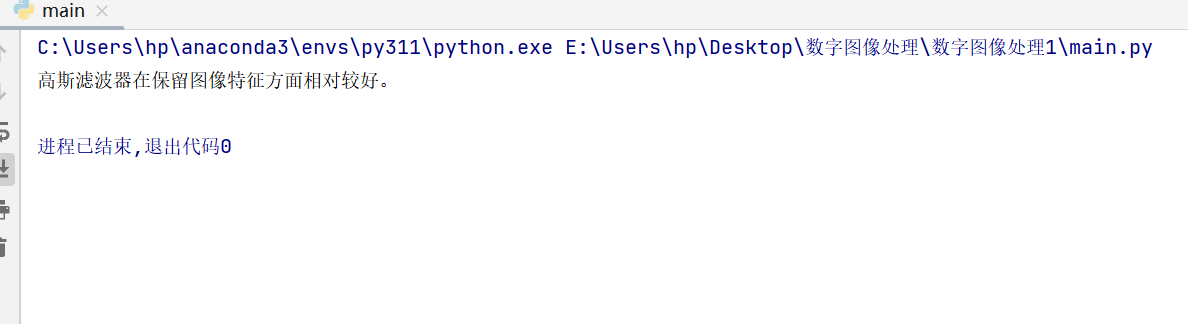 main
C:\Users\hp\anaconda3\envs\py311\python.exe E:\Users\hp\Desktop\数字图像处理\数字图像处理1\main.py
高斯滤波器在保留图像特征方面相对较好。
进程已结束,退出代码0